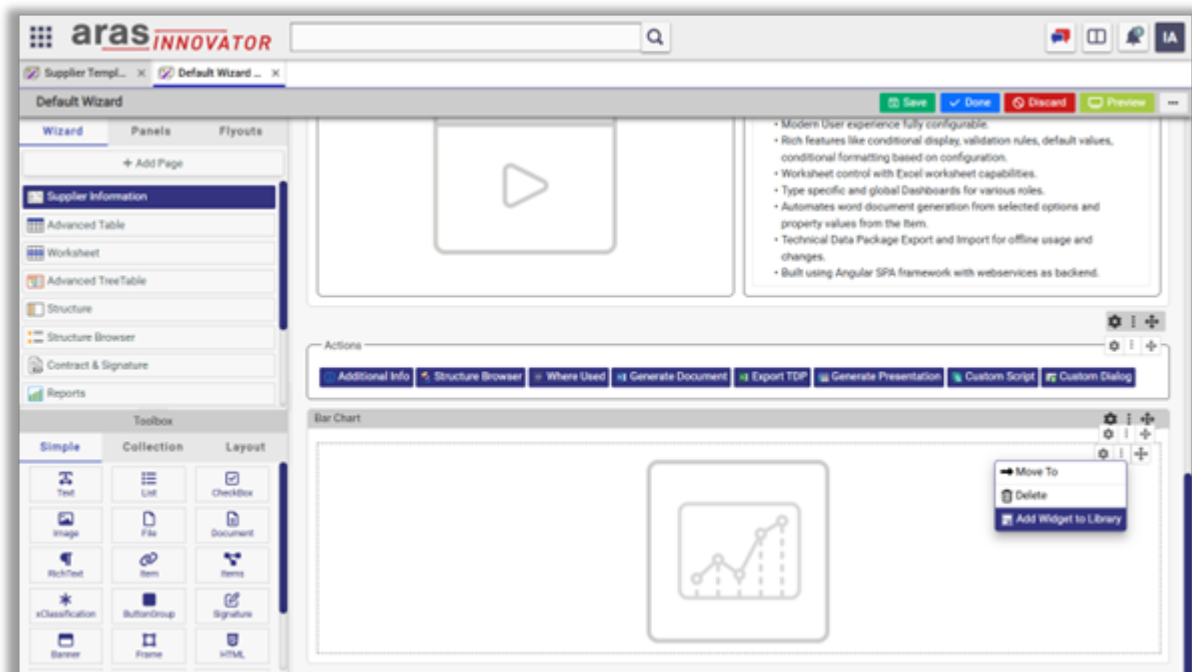 aras INNOVATOR
IA
Supplier Templ... × Default Wizard ... ×
Default Wizard
Save Done Discard Preview ...
Wizard Panels Flyouts
+ Add Page
Supplier Information
Advanced Table
Worksheet
Advanced TreeTable
Structure
Structure Browser
Contract & Signature
Reports
Toolbox
Simple Collection Layout
Text List CheckBox
Image File Document
RichText Item Items
xClassification ButtonGroup Signature
Banner Frame HTML
• Modern User experience fully configurable.
• Rich features like conditional display, validation rules, default values,
conditional formatting based on configuration.
• Worksheet control with Excel worksheet capabilities.
• Type specific and global Dashboards for various roles.
• Automates word document generation from selected options and
property values from the Item.
• Technical Data Package Export and Import for offline usage and
changes.
• Built using Angular SPA framework with webservices as backend.
Actions
Additional Info Structure Browser Where Used Generate Document Export TDP Generate Presentation Custom Script Custom Dialog
Bar Chart
Move To
Delete
Add Widget to Library